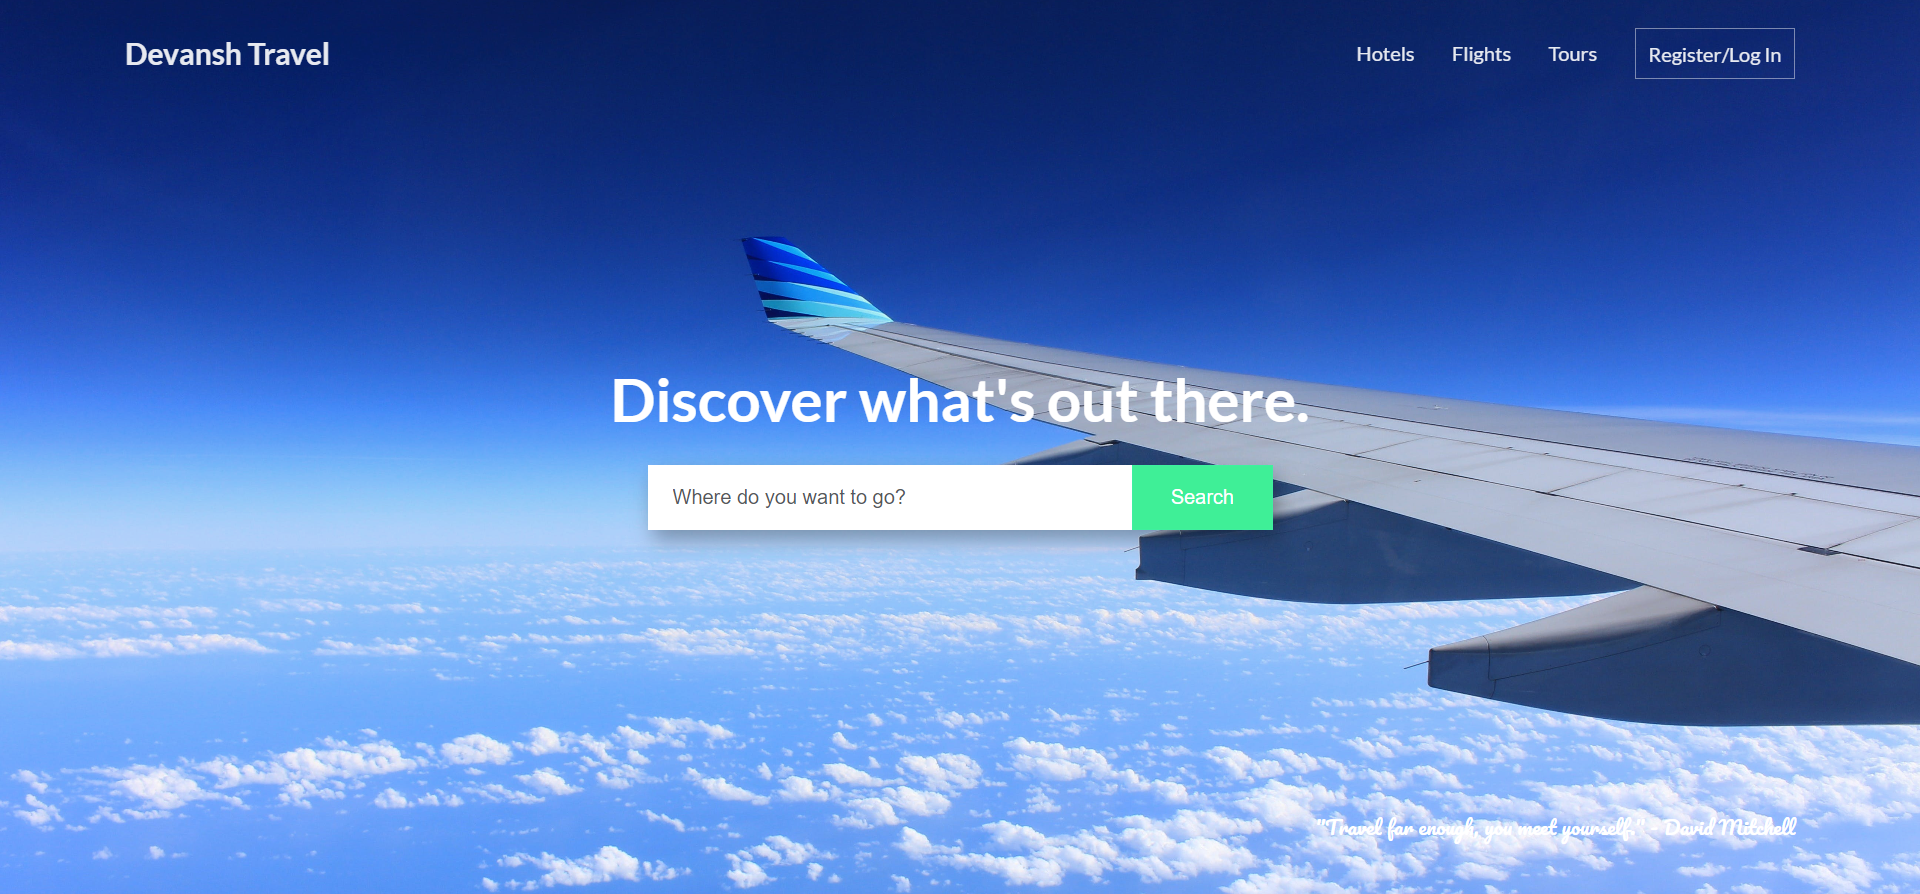 Devansh Travel
Hotels Flights Tours Register/Log In
Discover what's out there.
Where do you want to go? Search
"Travel far enough, you meet yourself." - David Mitchell